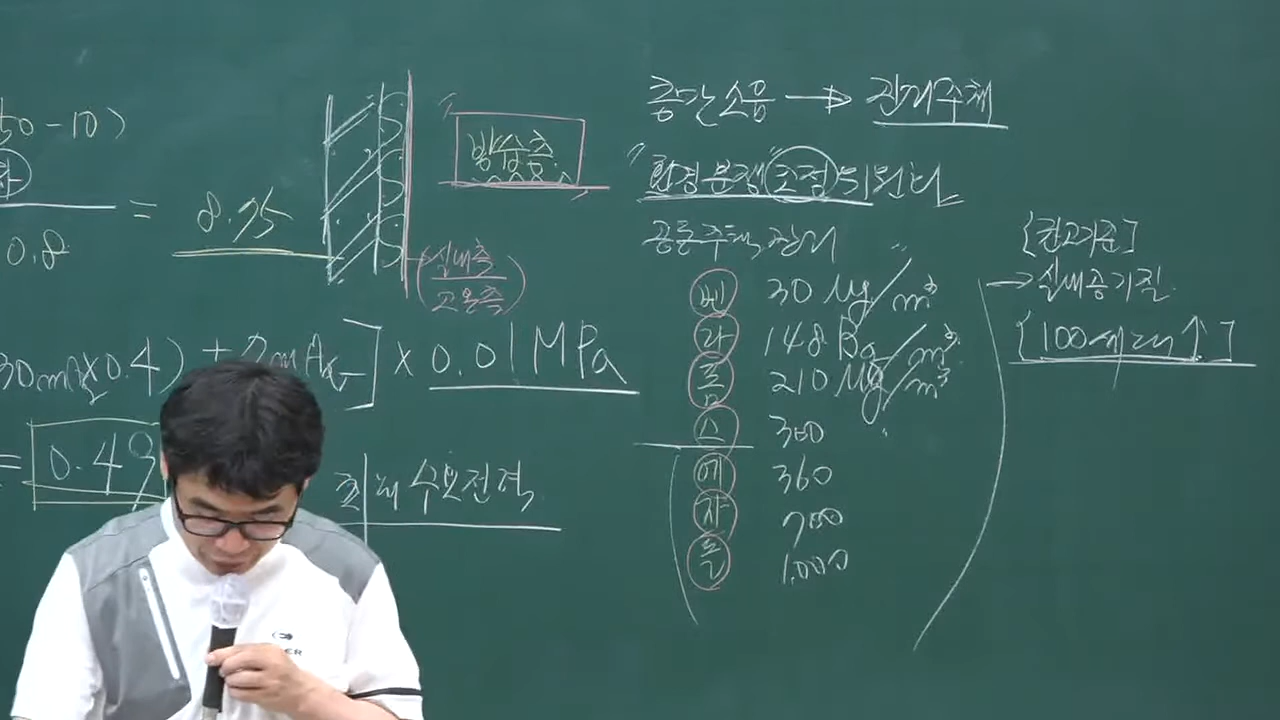 50-10)
0.8
= 8.75
30mAq×0.4) + 2mAq] × 0.01MPa
= 0.49
방습층
실내측
고온측
최대 수요전력
층간소음 → 관리주체
"환경분쟁"조정"위원회
공동주택관리
벤 30 μg/m³
라 148 Bq/m³
폼 210 μg/m³
스 300
에 360
자 700
톨 1,000
[권고기준]
→ 실내공기질
[100세대↑]